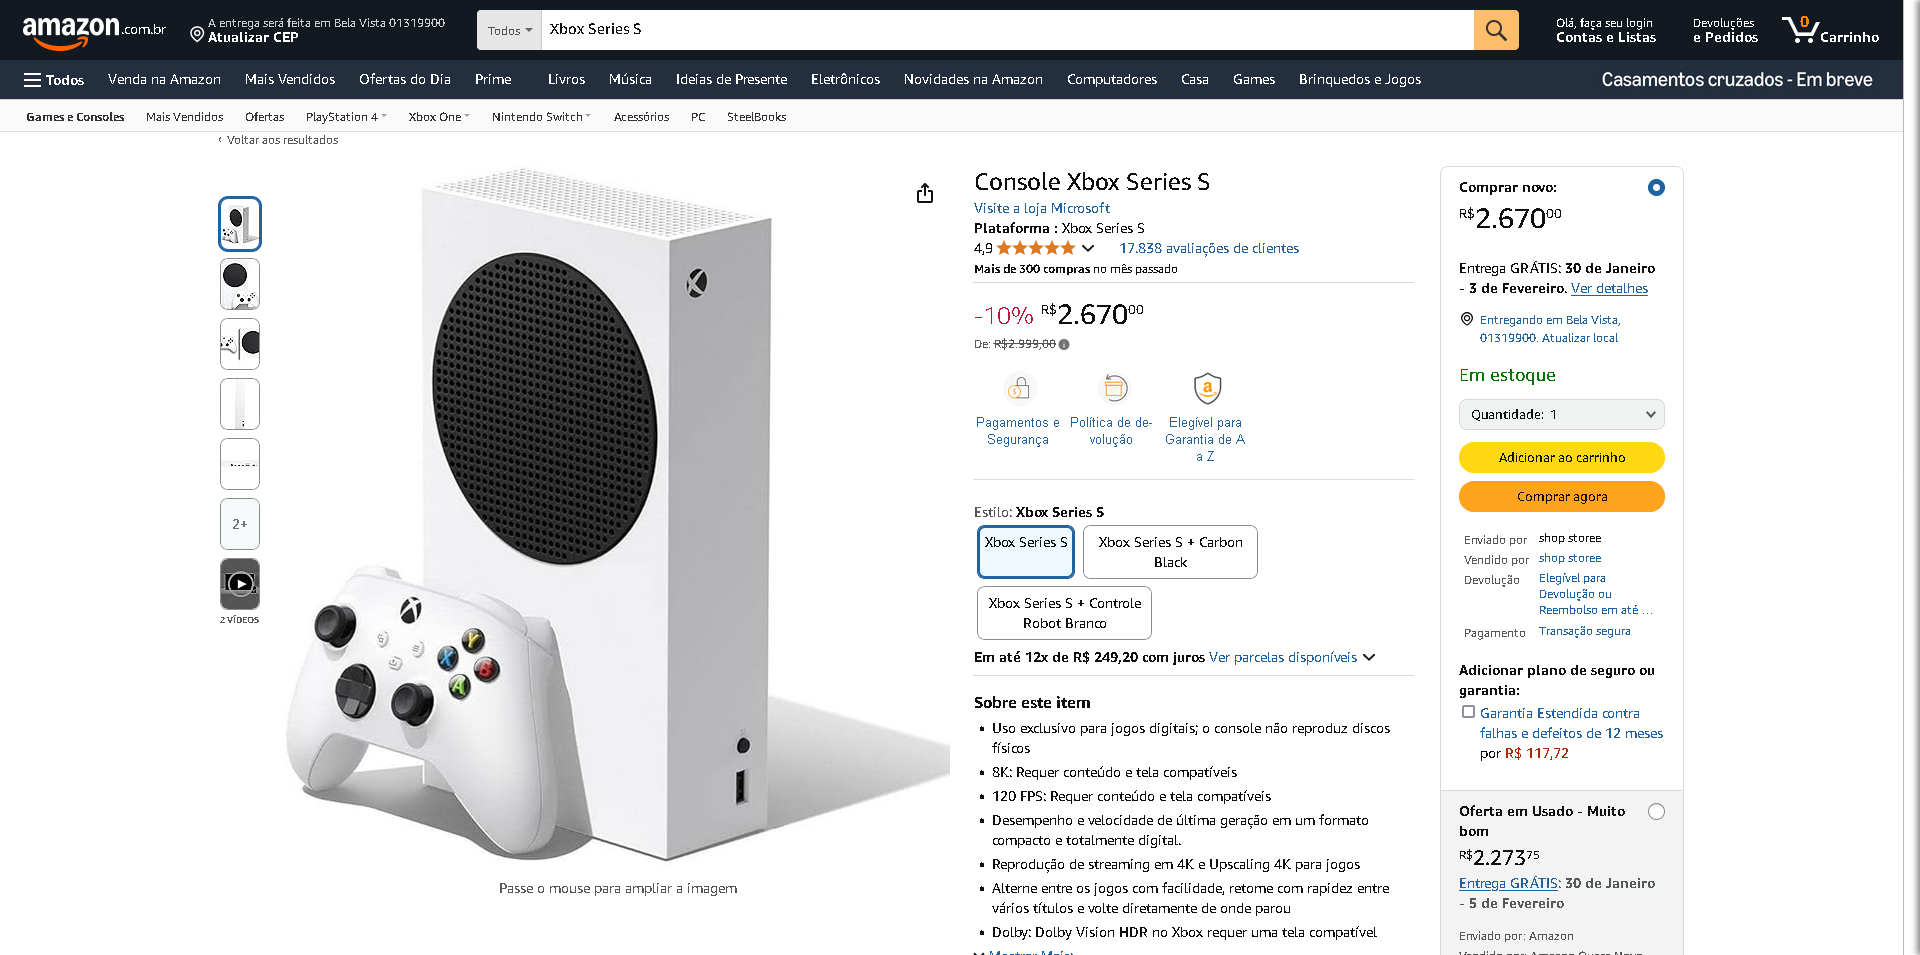 amazon.com.br
A entrega será feita em Bela Vista 01319900
Atualizar CEP
Todos
Xbox Series S
Olá, faça seu login
Contas e Listas
Devoluções
e Pedidos
0
Carrinho
Todos
Venda na Amazon
Mais Vendidos
Ofertas do Dia
Prime
Livros
Música
Ideias de Presente
Eletrônicos
Novidades na Amazon
Computadores
Casa
Games
Brinquedos e Jogos
Casamentos cruzados - Em breve
Games e Consoles
Mais Vendidos
Ofertas
PlayStation 4
Xbox One
Nintendo Switch
Acessórios
PC
SteelBooks
‹ Voltar aos resultados
2+
2 VÍDEOS
Y
X
B
A
Passe o mouse para ampliar a imagem
Console Xbox Series S
Visite a loja Microsoft
Plataforma : Xbox Series S
4,9
17.838 avaliações de clientes
Mais de 300 compras no mês passado
-10% R$2.67000
De: R$2.999,00
Pagamentos e
Segurança
Política de de-
volução
Elegível para
Garantia de A
a Z
Estilo: Xbox Series S
Xbox Series S
Xbox Series S + Carbon
Black
Xbox Series S + Controle
Robot Branco
Em até 12x de R$ 249,20 com juros Ver parcelas disponíveis
Sobre este item
• Uso exclusivo para jogos digitais; o console não reproduz discos
físicos
• 8K: Requer conteúdo e tela compatíveis
• 120 FPS: Requer conteúdo e tela compatíveis
• Desempenho e velocidade de última geração em um formato
compacto e totalmente digital.
• Reprodução de streaming em 4K e Upscaling 4K para jogos
• Alterne entre os jogos com facilidade, retome com rapidez entre
vários títulos e volte diretamente de onde parou
• Dolby: Dolby Vision HDR no Xbox requer uma tela compatível
Mostrar Mais
Comprar novo:
R$2.67000
Entrega GRÁTIS: 30 de Janeiro
- 3 de Fevereiro. Ver detalhes
Entregando em Bela Vista,
01319900. Atualizar local
Em estoque
Quantidade: 1
Adicionar ao carrinho
Comprar agora
Enviado por shop storee
Vendido por shop storee
Devolução Elegível para
Devolução ou
Reembolso em até ...
Pagamento Transação segura
Adicionar plano de seguro ou
garantia:
Garantia Estendida contra
falhas e defeitos de 12 meses
por R$ 117,72
Oferta em Usado - Muito
bom
R$2.27375
Entrega GRÁTIS: 30 de Janeiro
- 5 de Fevereiro
Enviado por: Amazon